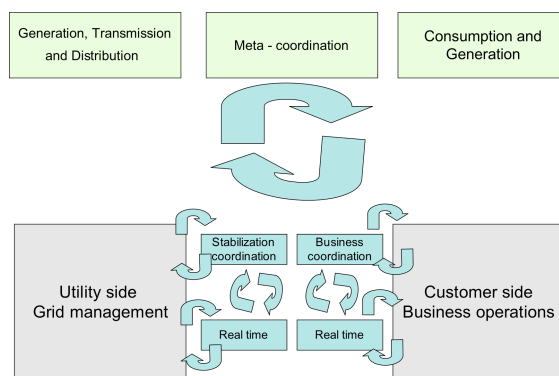 Generation, Transmission
and Distribution
Meta - coordination
Consumption and
Generation
Stabilization
coordination
Business
coordination
Utility side
Grid management
Customer side
Business operations
Real time
Real time